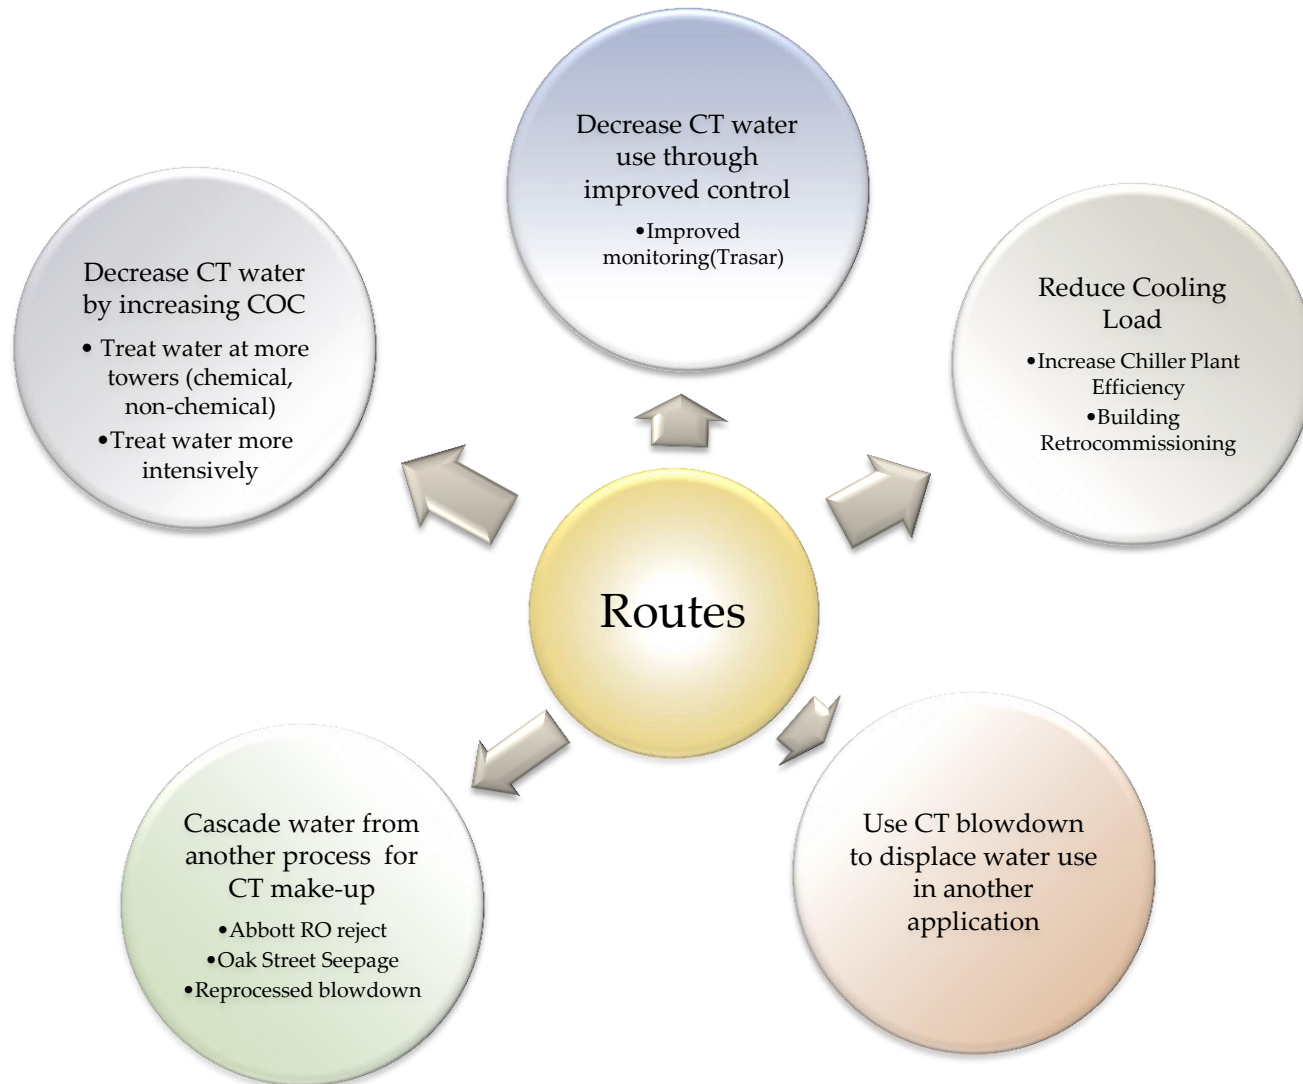 Decrease CT water
use through
improved control
•Improved
monitoring(Trasar)
Decrease CT water
by increasing COC
• Treat water at more
towers (chemical,
non-chemical)
•Treat water more
intensively
Reduce Cooling
Load
•Increase Chiller Plant
Efficiency
•Building
Retrocommissioning
Routes
Cascade water from
another process for
CT make-up
•Abbott RO reject
•Oak Street Seepage
•Reprocessed blowdown
Use CT blowdown
to displace water use
in another
application